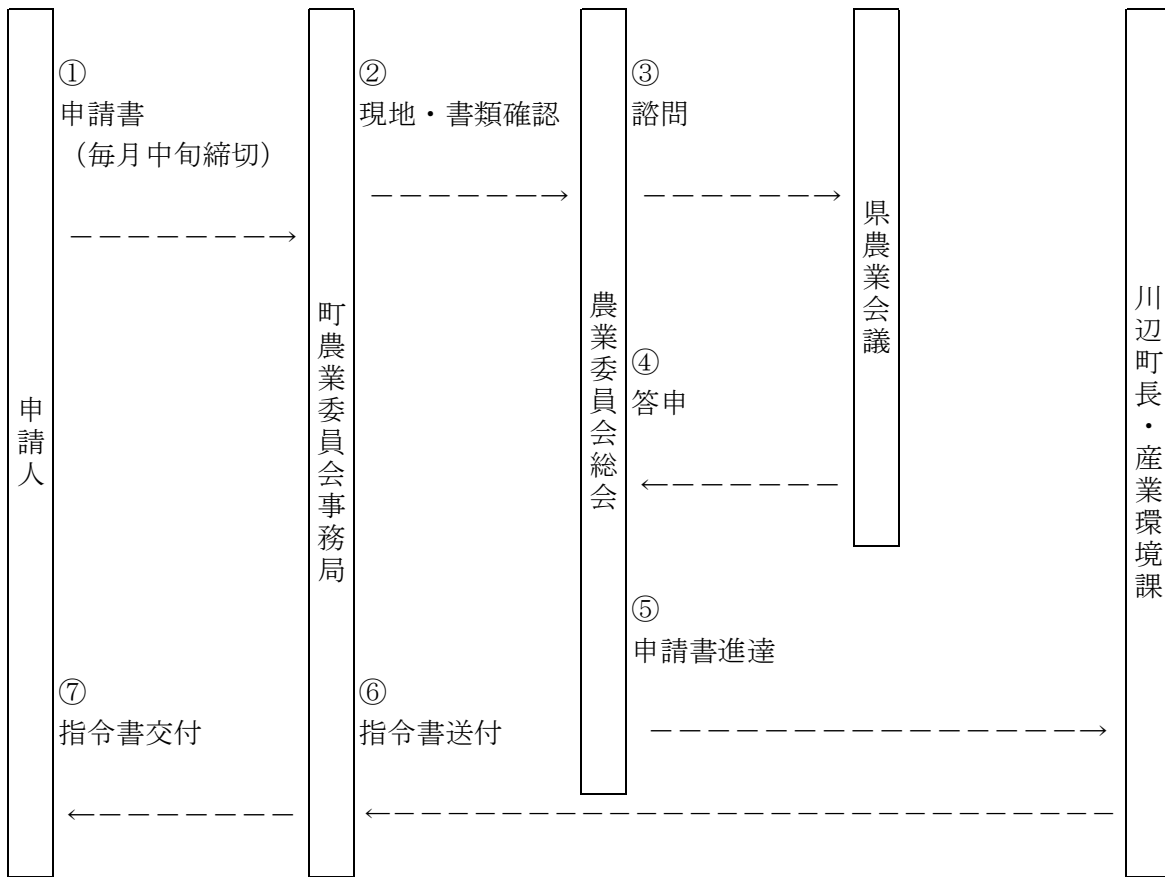 ①
申請書
（毎月中旬締切）
②
現地・書類確認
③
諮問
④
答申
⑤
申請書進達
⑥
指令書送付
⑦
指令書交付
申請人
町農業委員会事務局
農業委員会総会
県農業会議
川辺町長・産業環境課